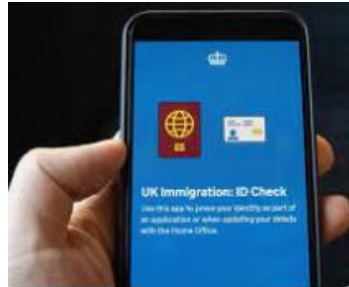 UK Immigration: ID Check
Use this app to prove your identity as part of
an application or when updating your details
with the Home Office.